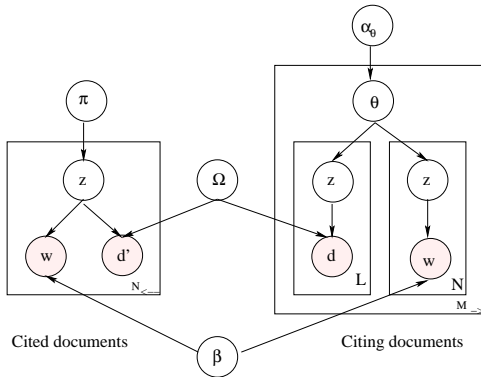 α_θ
θ
π
z
z
z
Ω
w
d'
d
w
N_<--
L
N
M_->
Cited documents
β
Citing documents